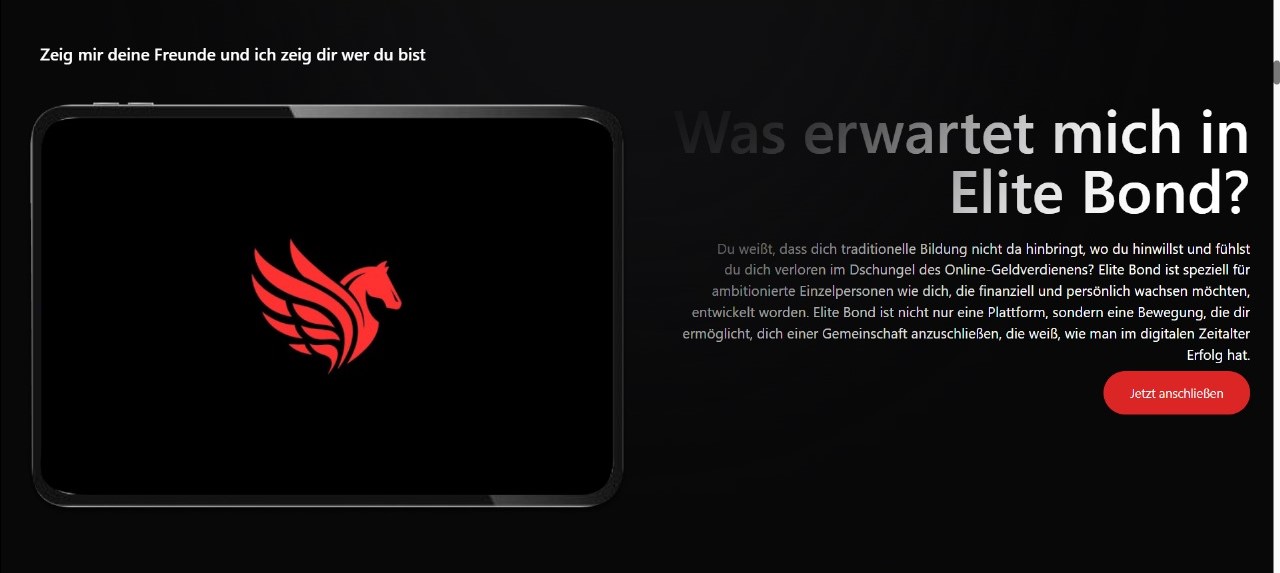 Zeig mir deine Freunde und ich zeig dir wer du bist
Was erwartet mich in
Elite Bond?
Du weißt, dass dich traditionelle Bildung nicht da hinbringt, wo du hinwillst und fühlst
du dich verloren im Dschungel des Online-Geldverdienens? Elite Bond ist speziell für
ambitionierte Einzelpersonen wie dich, die finanziell und persönlich wachsen möchten,
entwickelt worden. Elite Bond ist nicht nur eine Plattform, sondern eine Bewegung, die dir
ermöglicht, dich einer Gemeinschaft anzuschließen, die weiß, wie man im digitalen Zeitalter
Erfolg hat.
Jetzt anschließen